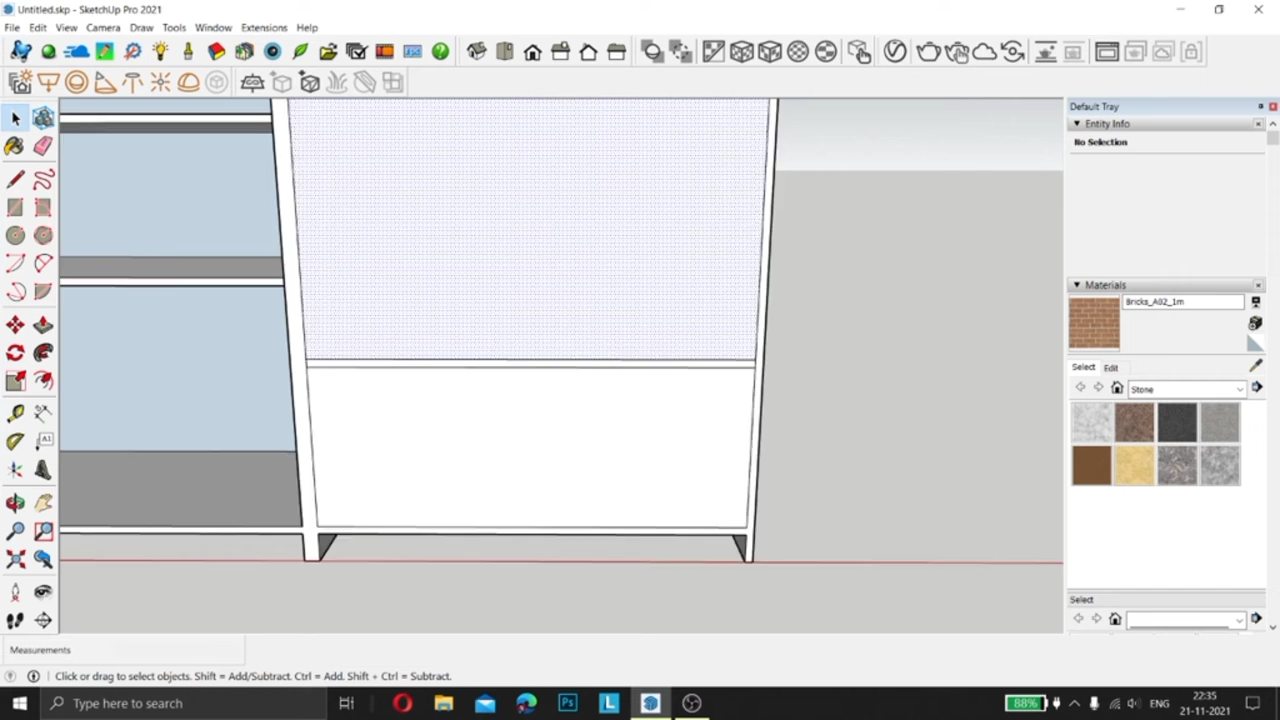 Untitled.skp - SketchUp Pro 2021
File Edit View Camera Draw Tools Window Extensions Help
Default Tray
Entity Info
No Selection
Materials
Bricks_A02_1m
Select Edit
Stone
A1
Select
Measurements
Click or drag to select objects. Shift = Add/Subtract. Ctrl = Add. Shift + Ctrl = Subtract.
Type here to search
Ps
L
88%
ENG
22:35
21-11-2021